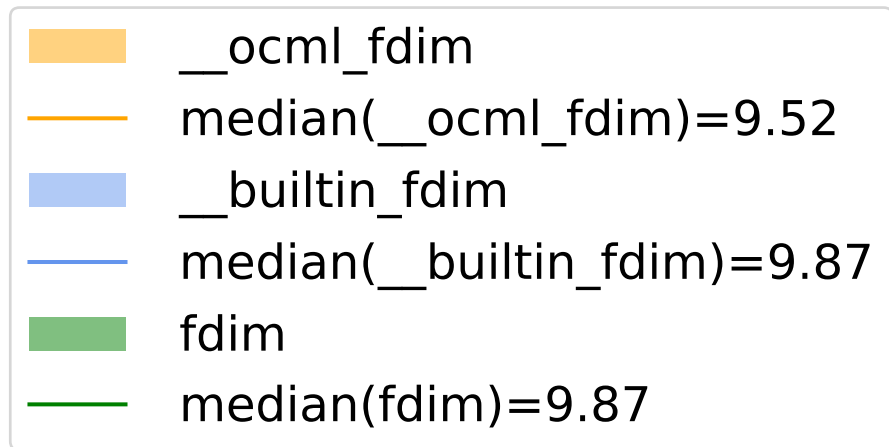 __ocml_fdim
median(__ocml_fdim)=9.52
__builtin_fdim
median(__builtin_fdim)=9.87
fdim
median(fdim)=9.87